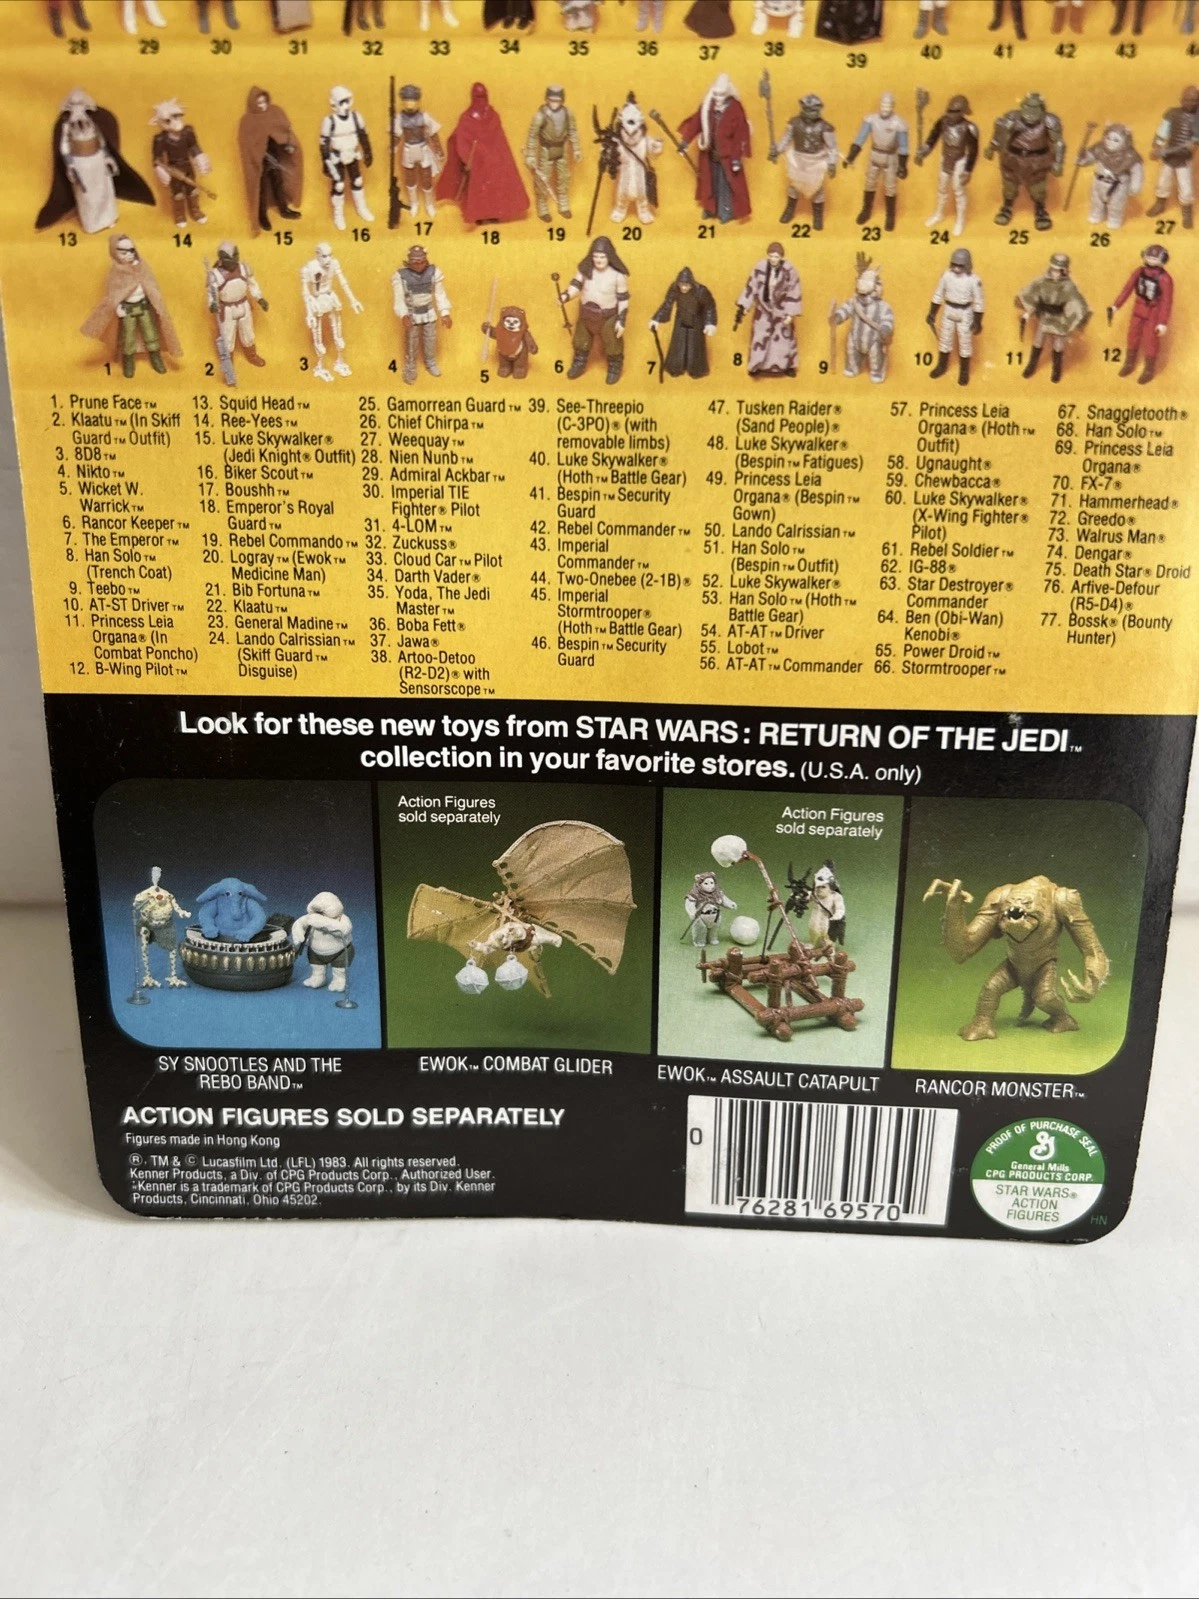 28 29 30 31 32 33 34 35 36 37 38 39 40 41 42 43
13 14 15 16 17 18 19 20 21 22 23 24 25 26 27
1 2 3 4 5 6 7 8 9 10 11 12
1. Prune Face™
2. Klaatu™ (In Skiff
Guard™ Outfit)
3. 8D8™
4. Nikto™
5. Wicket W.
Warrick™
6. Rancor Keeper™
7. The Emperor™
8. Han Solo™
(Trench Coat)
9. Teebo™
10. AT-ST Driver™
11. Princess Leia
Organa® (In
Combat Poncho)
12. B-Wing Pilot™
13. Squid Head™
14. Ree-Yees™
15. Luke Skywalker®
(Jedi Knight® Outfit)
16. Biker Scout™
17. Boushh™
18. Emperor's Royal
Guard™
19. Rebel Commando™
20. Logray™ (Ewok™
Medicine Man)
21. Bib Fortuna™
22. Klaatu™
23. General Madine™
24. Lando Calrissian™
(Skiff Guard™
Disguise)
25. Gamorrean Guard™
26. Chief Chirpa™
27. Weequay™
28. Nien Nunb™
29. Admiral Ackbar™
30. Imperial TIE
Fighter® Pilot
31. 4-LOM™
32. Zuckuss®
33. Cloud Car™ Pilot
34. Darth Vader®
35. Yoda, The Jedi
Master™
36. Boba Fett®
37. Jawa®
38. Artoo-Detoo
(R2-D2)® with
Sensorscope™
39. See-Threepio
(C-3PO)® (with
removable limbs)
40. Luke Skywalker®
(Hoth™ Battle Gear)
41. Bespin™ Security
Guard
42. Rebel Commander™
43. Imperial
Commander™
44. Two-Onebee (2-1B)®
45. Imperial
Stormtrooper®
(Hoth™ Battle Gear)
46. Bespin™ Security
Guard
47. Tusken Raider®
(Sand People)®
48. Luke Skywalker®
(Bespin™ Fatigues)
49. Princess Leia
Organa® (Bespin™
Gown)
50. Lando Calrissian™
51. Han Solo™
(Bespin™ Outfit)
52. Luke Skywalker®
53. Han Solo™ (Hoth™
Battle Gear)
54. AT-AT™ Driver
55. Lobot™
56. AT-AT™ Commander
57. Princess Leia
Organa® (Hoth™
Outfit)
58. Ugnaught®
59. Chewbacca®
60. Luke Skywalker®
(X-Wing Fighter®
Pilot)
61. Rebel Soldier™
62. IG-88®
63. Star Destroyer®
Commander
64. Ben (Obi-Wan)
Kenobi®
65. Power Droid™
66. Stormtrooper™
67. Snaggletooth®
68. Han Solo™
69. Princess Leia
Organa®
70. FX-7®
71. Hammerhead®
72. Greedo®
73. Walrus Man®
74. Dengar®
75. Death Star® Droid
76. Arfive-Defour
(R5-D4)®
77. Bossk® (Bounty
Hunter)
Look for these new toys from STAR WARS: RETURN OF THE JEDI™
collection in your favorite stores. (U.S.A. only)
Action Figures
sold separately
Action Figures
sold separately
SY SNOOTLES AND THE
REBO BAND™
EWOK™ COMBAT GLIDER
EWOK™ ASSAULT CATAPULT
RANCOR MONSTER™
ACTION FIGURES SOLD SEPARATELY
Figures made in Hong Kong
®, TM & © Lucasfilm Ltd. (LFL) 1983. All rights reserved.
Kenner Products, a Div. of CPG Products Corp., Authorized User.
*Kenner is a trademark of CPG Products Corp., by its Div. Kenner
Products, Cincinnati, Ohio 45202.
0 76281 69570
PROOF OF PURCHASE SEAL
G
General Mills
CPG PRODUCTS CORP.
STAR WARS®
ACTION
FIGURES
HN